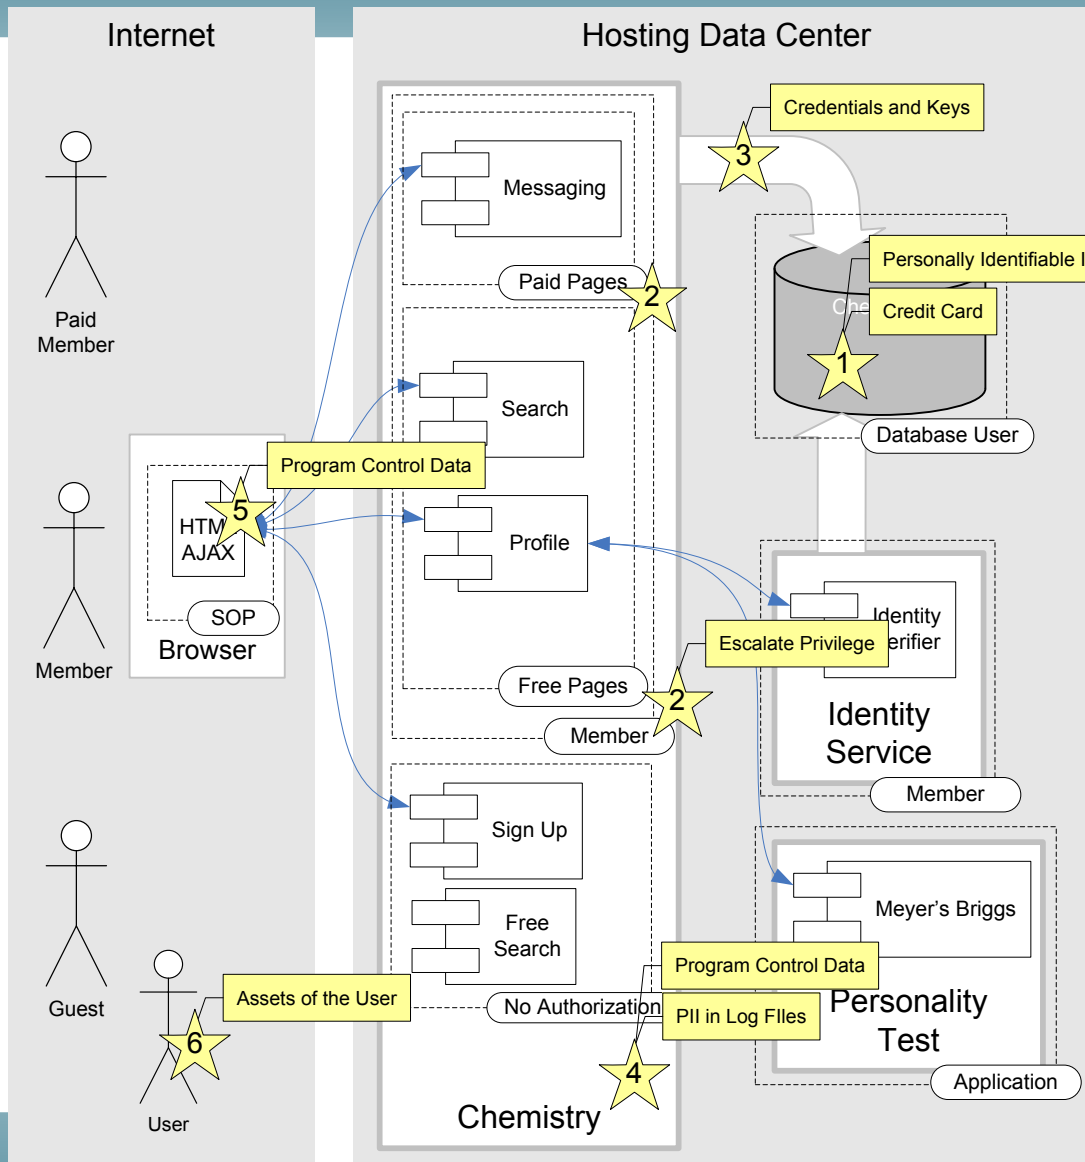 Internet
Hosting Data Center
Credentials and Keys
3
Messaging
Paid Pages
2
Personally Identifiable I
Credit Card
Che
1
Database User
Paid
Member
Search
Program Control Data
5
HTM
AJAX
SOP
Browser
Member
Profile
Identity
erifier
Escalate Privilege
2
Free Pages
Member
Identity
Service
Member
Sign Up
Free
Search
No Authorization
Meyer's Briggs
Program Control Data
PII in Log FIles
4
Personality
Test
Application
Guest
Assets of the User
6
User
Chemistry